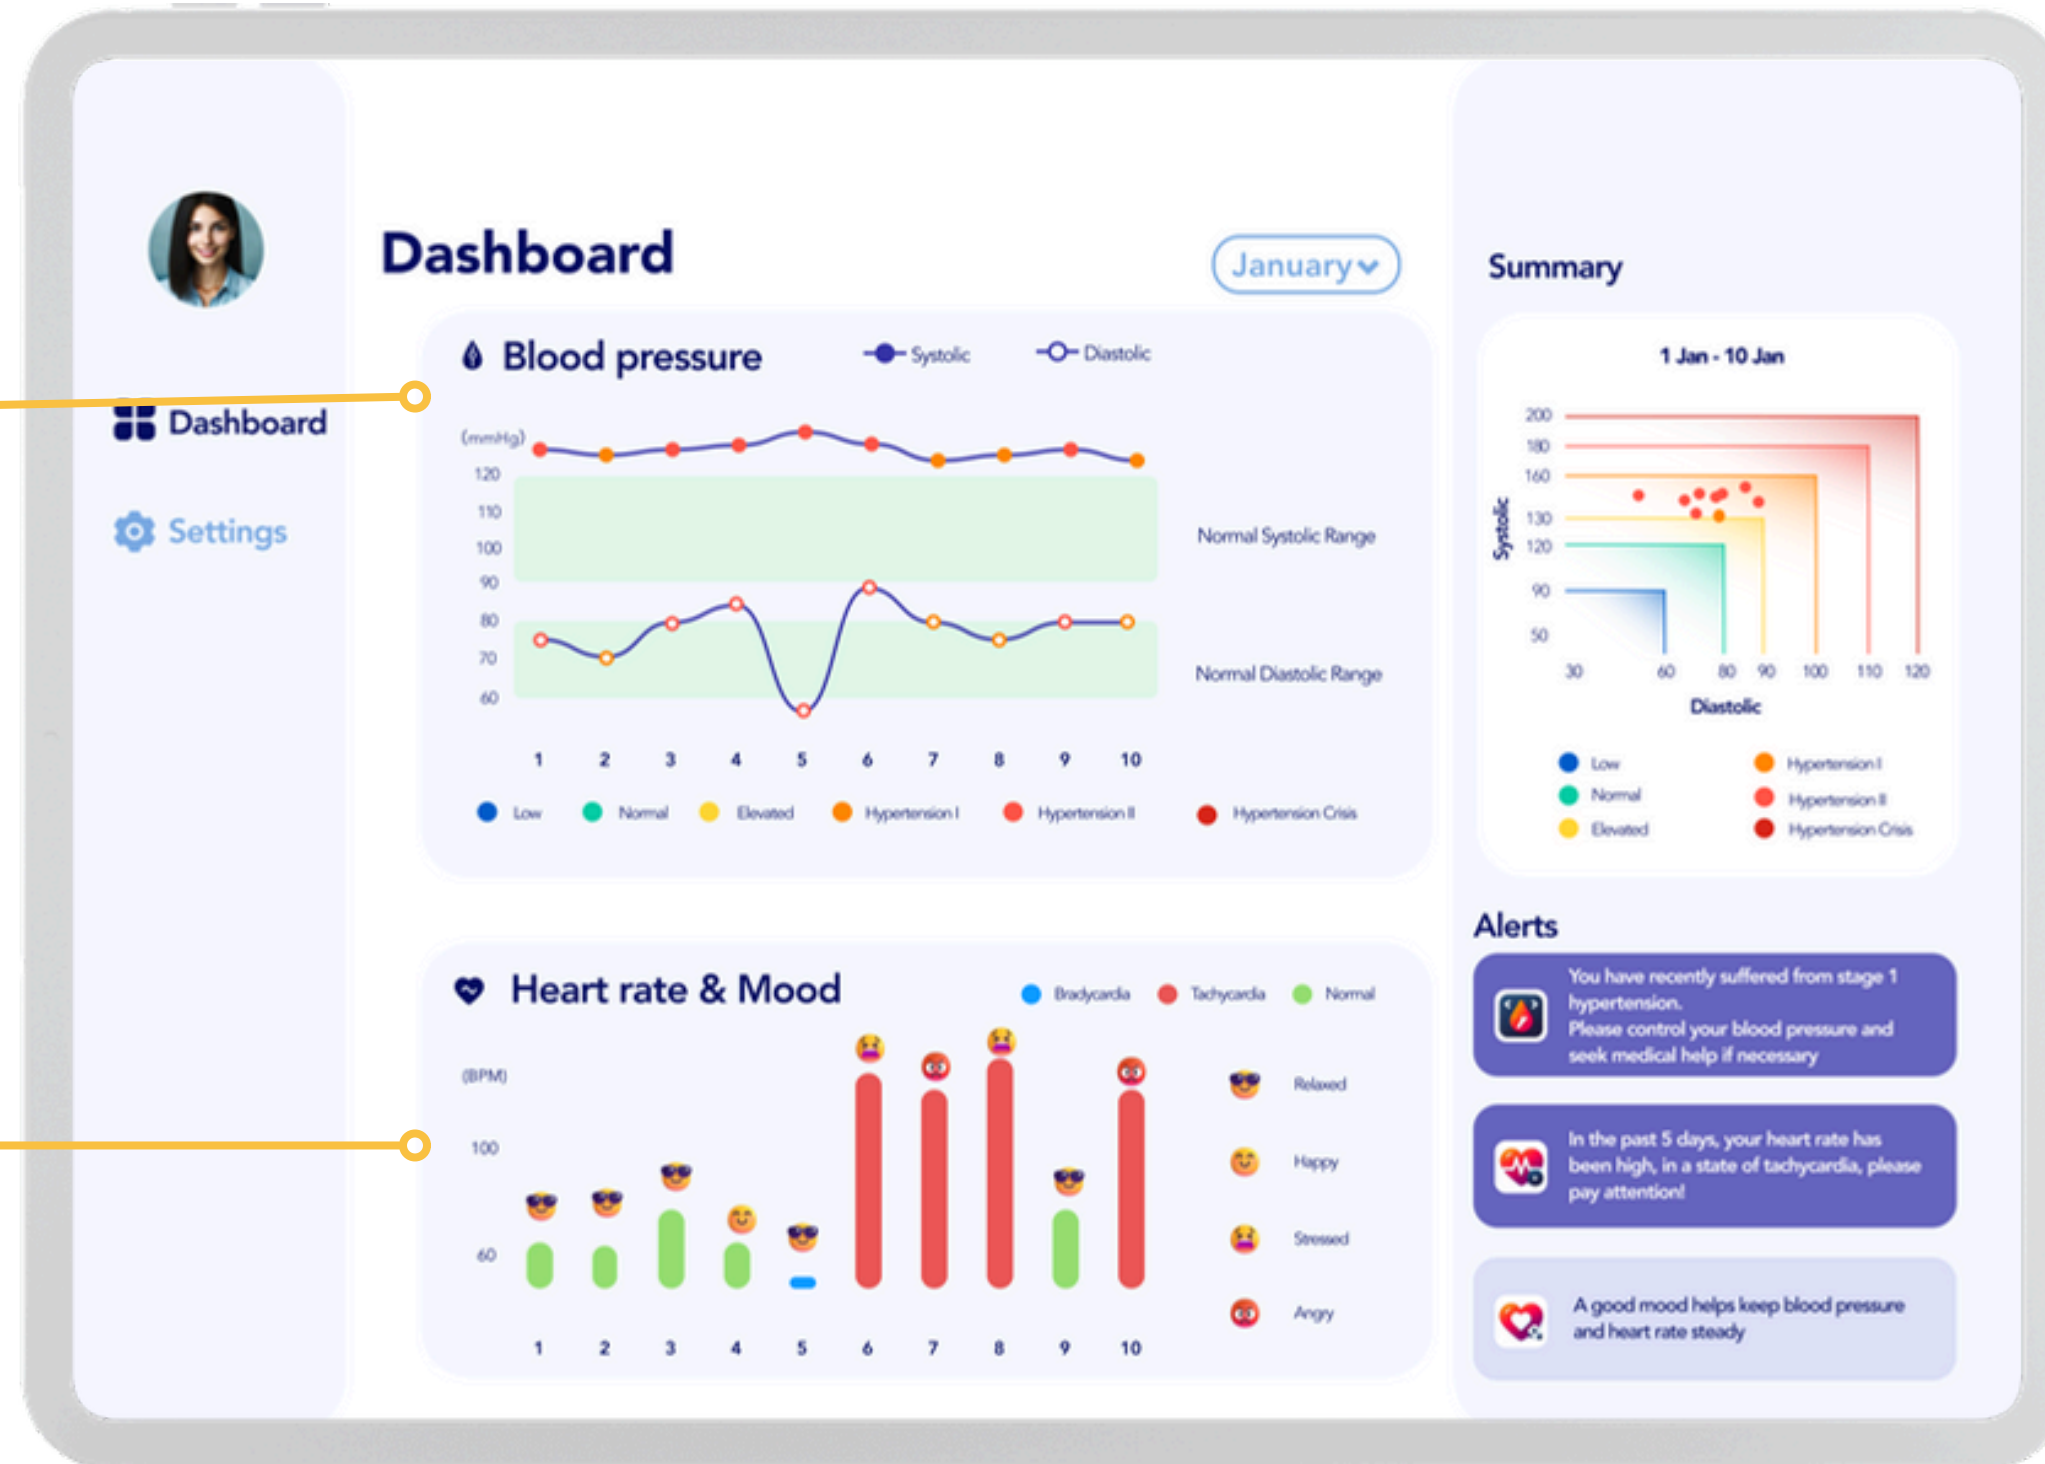 Dashboard
Settings
Dashboard
January
Blood pressure
Systolic
Diastolic
(mmHg)
120
110
100
90
80
70
60
Normal Systolic Range
Normal Diastolic Range
1 2 3 4 5 6 7 8 9 10
Low Normal Elevated Hypertension I Hypertension II Hypertension Crisis
Heart rate & Mood
Bradycardia Tachycardia Normal
(BPM)
100
60
Relaxed
Happy
Stressed
Angry
1 2 3 4 5 6 7 8 9 10
Summary
1 Jan - 10 Jan
Systolic
200
180
160
130
120
90
50
30 60 80 90 100 110 120
Diastolic
Low
Normal
Elevated
Hypertension I
Hypertension II
Hypertension Crisis
Alerts
You have recently suffered from stage 1
hypertension.
Please control your blood pressure and
seek medical help if necessary
In the past 5 days, your heart rate has
been high, in a state of tachycardia, please
pay attention!
A good mood helps keep blood pressure
and heart rate steady